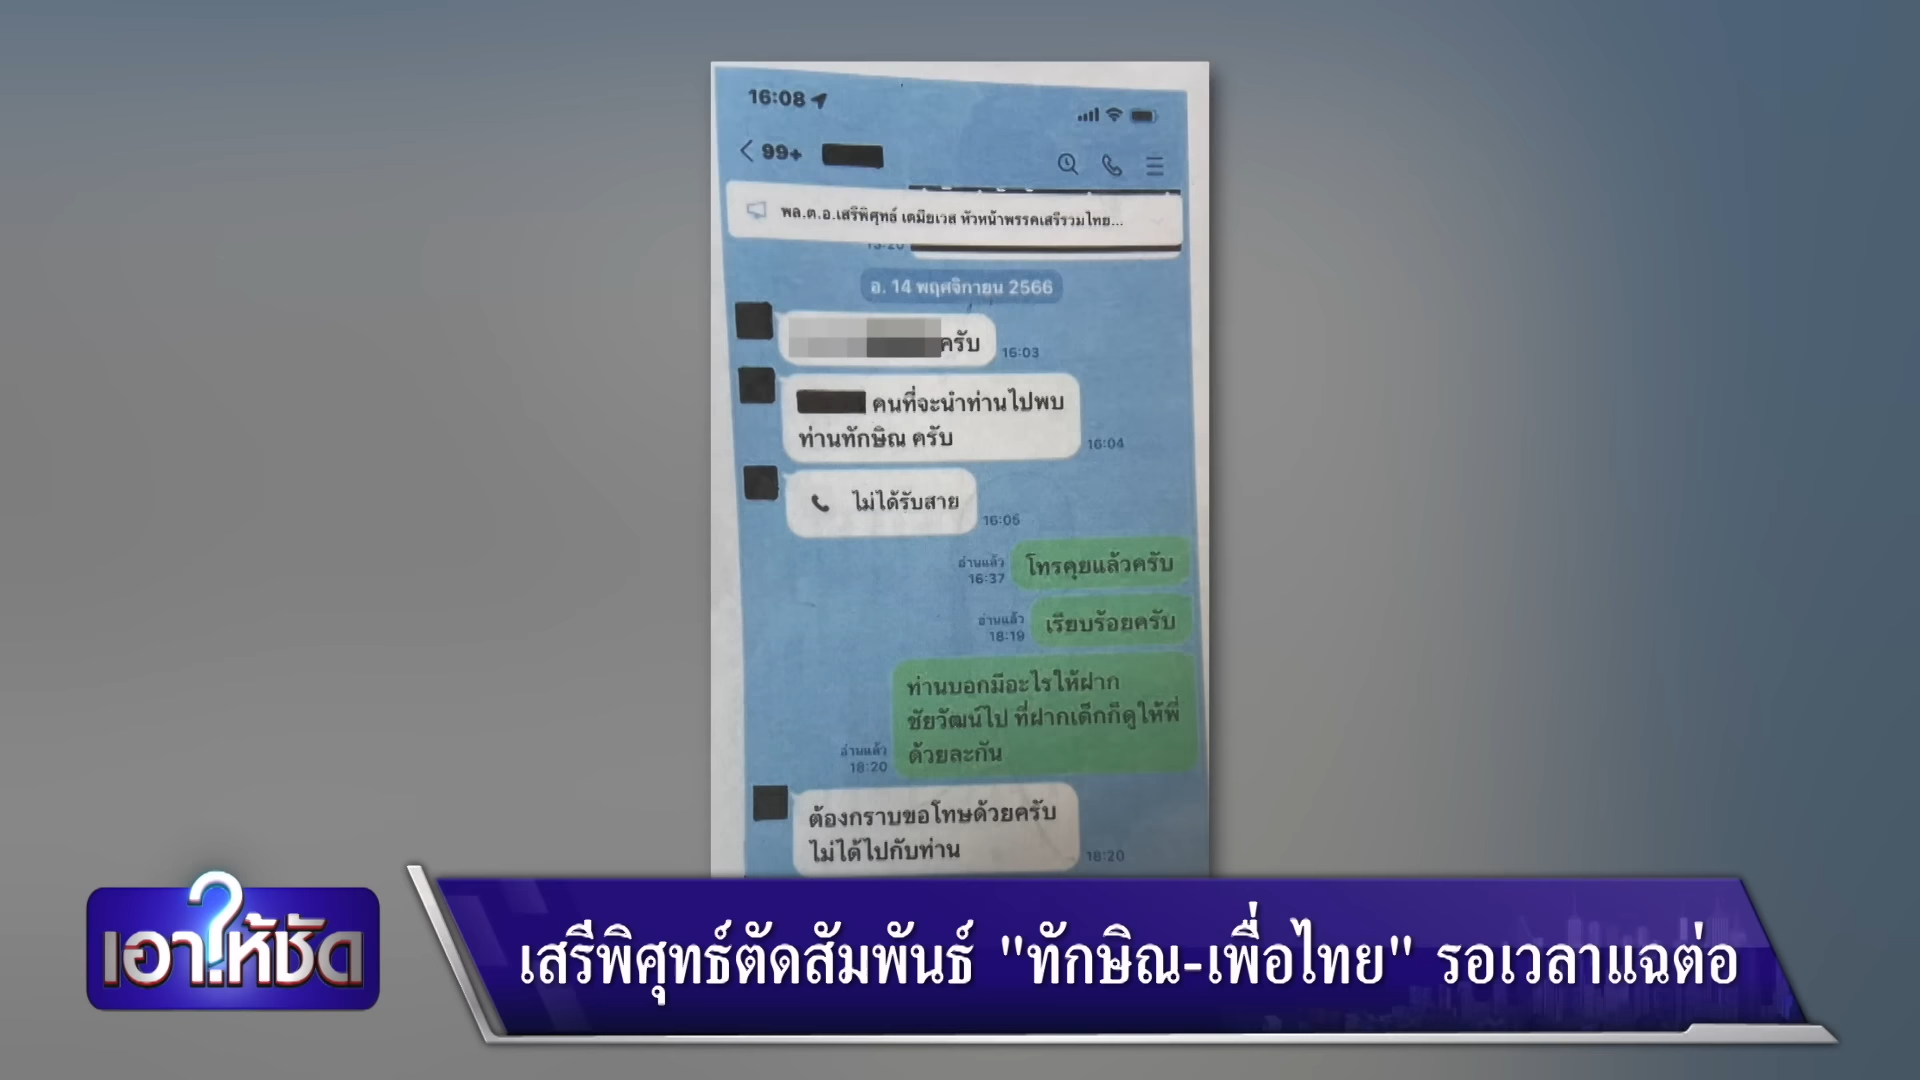 16:08
99+
พล.ต.อ.เสรีพิศุทธ์ เตมียเวส หัวหน้าพรรคเสรีรวมไทย...
อ. 14 พฤศจิกายน 2566
ครับ
16:03
คนที่จะนำท่านไปพบ
ท่านทักษิณ ครับ
16:04
ไม่ได้รับสาย
16:05
อ่านแล้ว
16:37
โทรคุยแล้วครับ
อ่านแล้ว
18:19
เรียบร้อยครับ
ท่านบอกมีอะไรให้ฝาก
ชัยวัฒน์ไป ที่ฝากเด็กก็ดูให้พี่
ด้วยละกัน
อ่านแล้ว
18:20
ต้องกราบขอโทษด้วยครับ
ไม่ได้ไปกับท่าน
18:20
เอาให้ชัด
?
เสรีพิศุทธ์ตัดสัมพันธ์ "ทักษิณ-เพื่อไทย" รอเวลาแฉต่อ